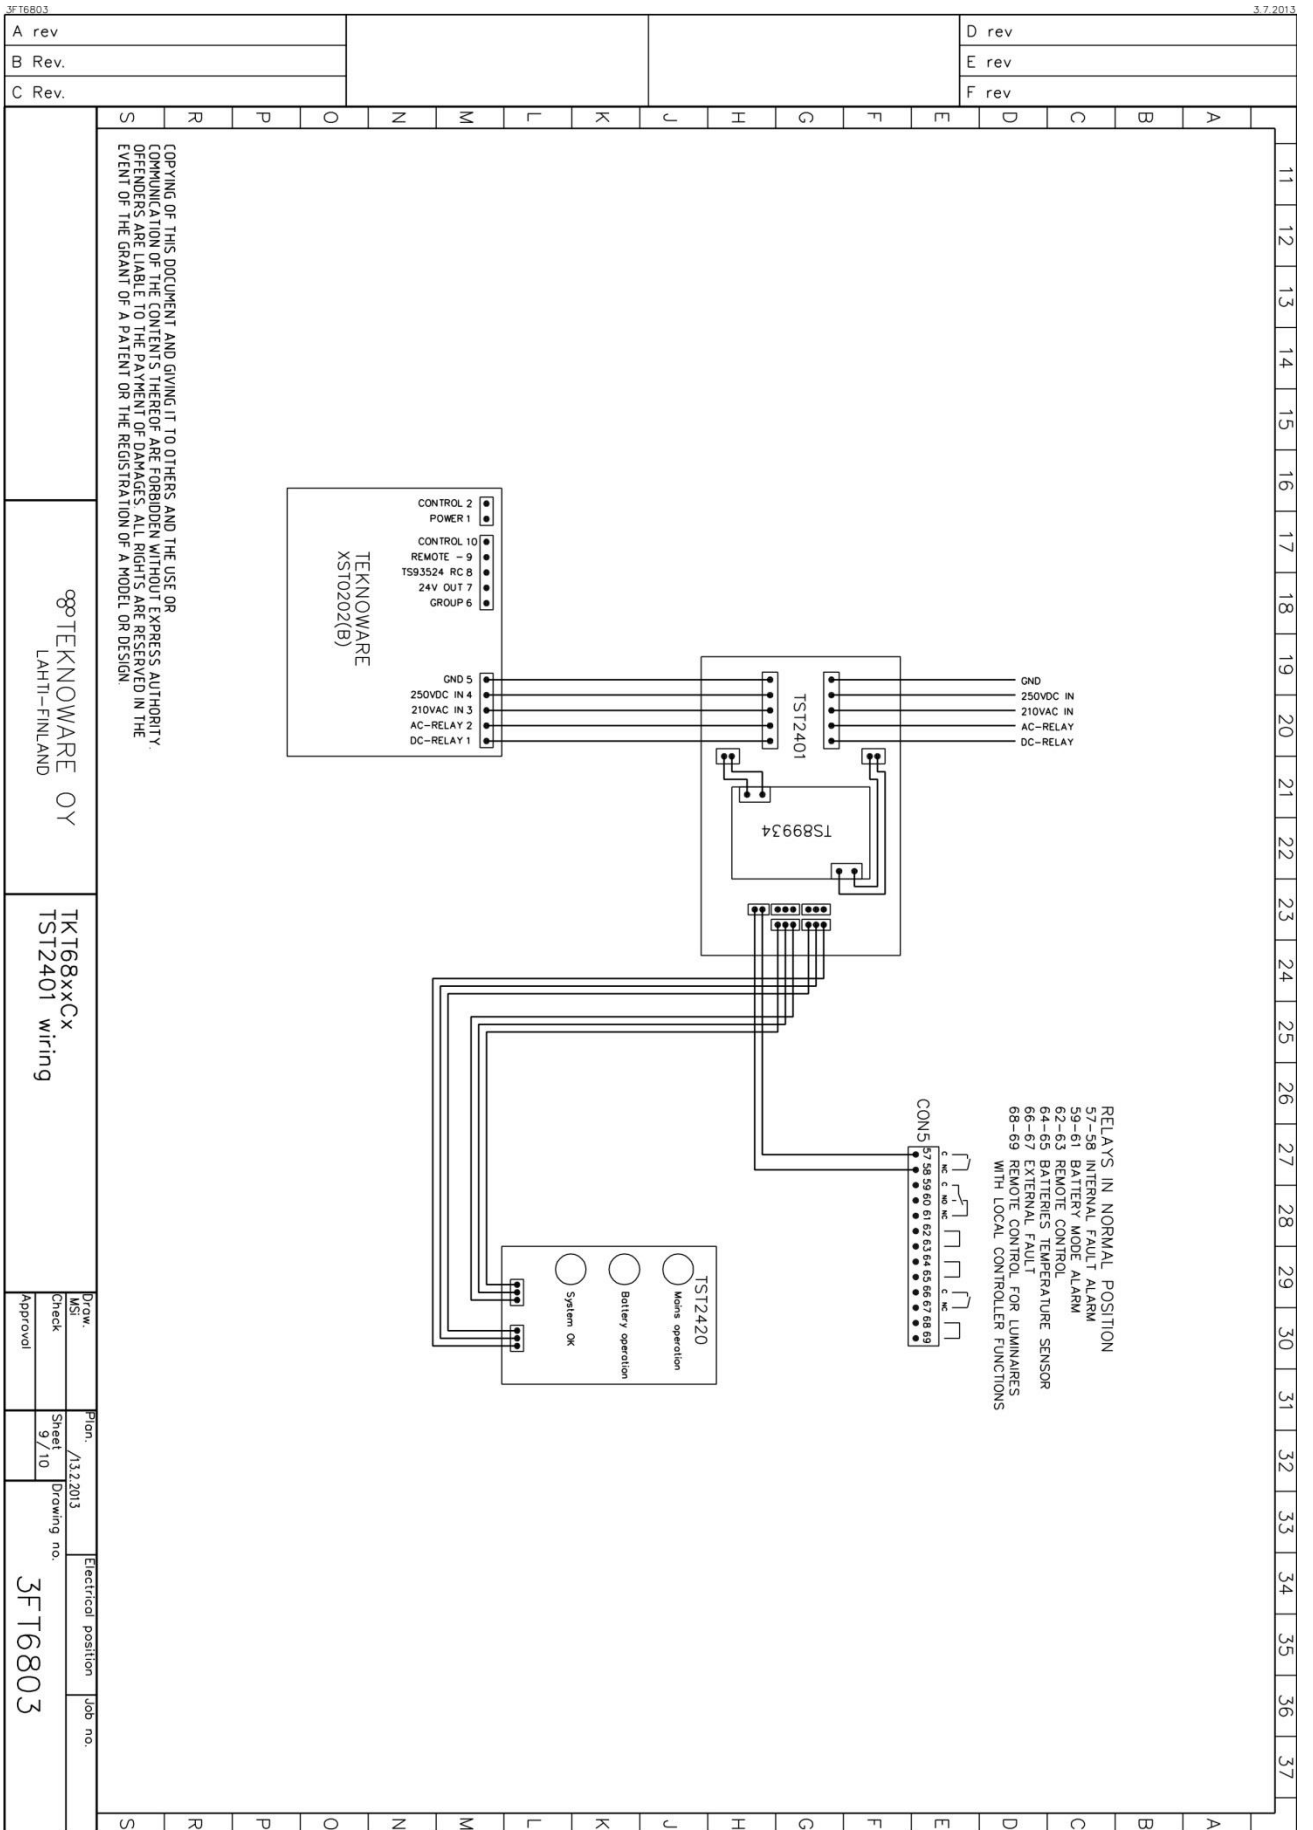 3FT6803
3.7.2013
A rev
B Rev.
C Rev.
D rev
E rev
F rev
S R P O N M L K J H G F E D C B A
11 12 13 14 15 16 17 18 19 20 21 22 23 24 25 26 27 28 29 30 31 32 33 34 35 36 37
COPYING OF THIS DOCUMENT AND GIVING IT TO OTHERS AND THE USE OR
COMMUNICATION OF THE CONTENTS THEREOF ARE FORBIDDEN WITHOUT EXPRESS AUTHORITY.
OFFENDERS ARE LIABLE TO THE PAYMENT OF DAMAGES. ALL RIGHTS ARE RESERVED IN THE
EVENT OF THE GRANT OF A PATENT OR THE REGISTRATION OF A MODEL OR DESIGN.
CONTROL 2
POWER 1
CONTROL 10
REMOTE - 9
TS93524 RC 8
24V OUT 7
GROUP 6
TEKNOWARE
XST0202(B)
GND 5
250VDC IN 4
210VAC IN 3
AC-RELAY 2
DC-RELAY 1
TST2401
GND
250VDC IN
210VAC IN
AC-RELAY
DC-RELAY
TS89934
RELAYS IN NORMAL POSITION
57-58 INTERNAL FAULT ALARM
59-61 BATTERY MODE ALARM
62-63 REMOTE CONTROL
64-65 BATTERIES TEMPERATURE SENSOR
66-67 EXTERNAL FAULT
68-69 REMOTE CONTROL FOR LUMINAIRES
WITH LOCAL CONTROLLER FUNCTIONS
C NC C NO NC C NC
CON5
57 58 59 60 61 62 63 64 65 66 67 68 69
TST2420
Mains operation
Battery operation
System OK
TEKNOWARE OY
LAHTI-FINLAND
TKT68xxCx
TST2401 wiring
Draw.
MSi
Check
Approval
Plan.
/13.2.2013
Sheet
9/10
Electrical position
Job no.
Drawing no.
3FT6803
S R P O N M L K J H G F E D C B A